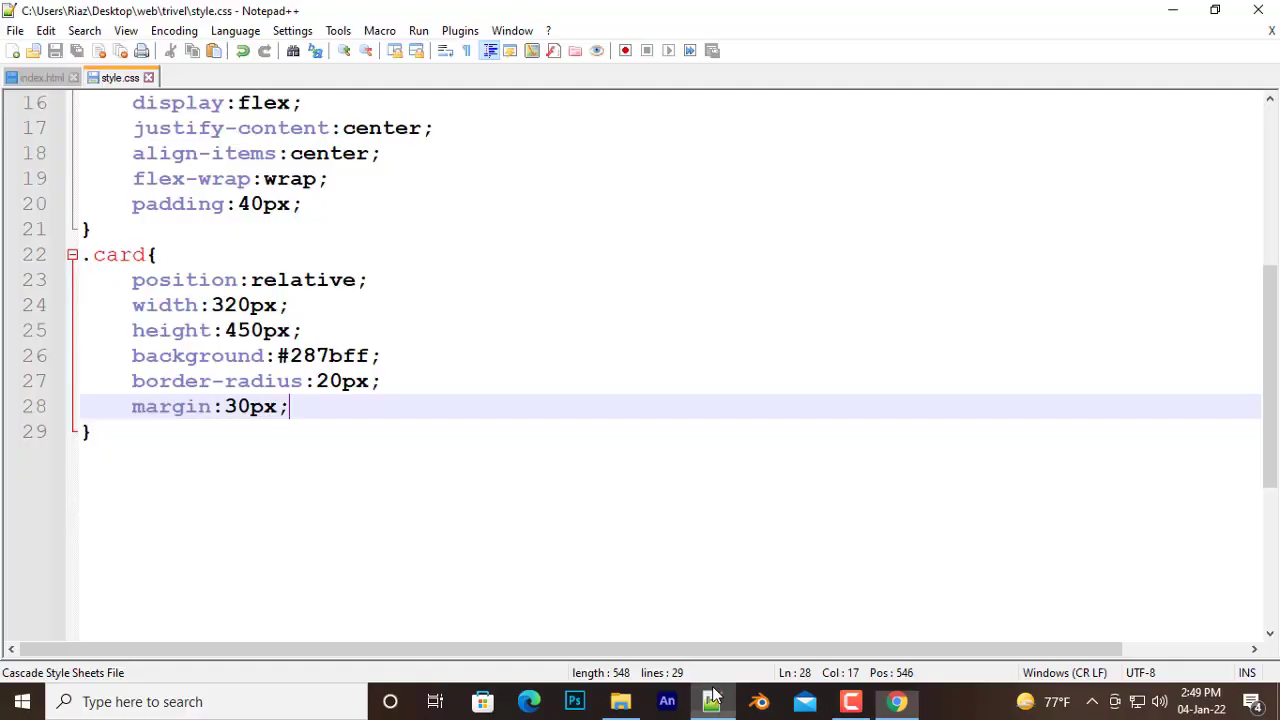 C:\Users\Riaz\Desktop\web\trivel\style.css - Notepad++
File Edit Search View Encoding Language Settings Tools Macro Run Plugins Window ? X
index.html style.css
16 display:flex;
17 justify-content:center;
18 align-items:center;
19 flex-wrap:wrap;
20 padding:40px;
21 }
22 .card{
23 position:relative;
24 width:320px;
25 height:450px;
26 background:#287bff;
27 border-radius:20px;
28 margin:30px;
29 }
Cascade Style Sheets File length : 548 lines : 29 Ln : 28 Col : 17 Pos : 546 Windows (CR LF) UTF-8 INS
Type here to search Ps An 77°F 2:49 PM
04-Jan-22 4